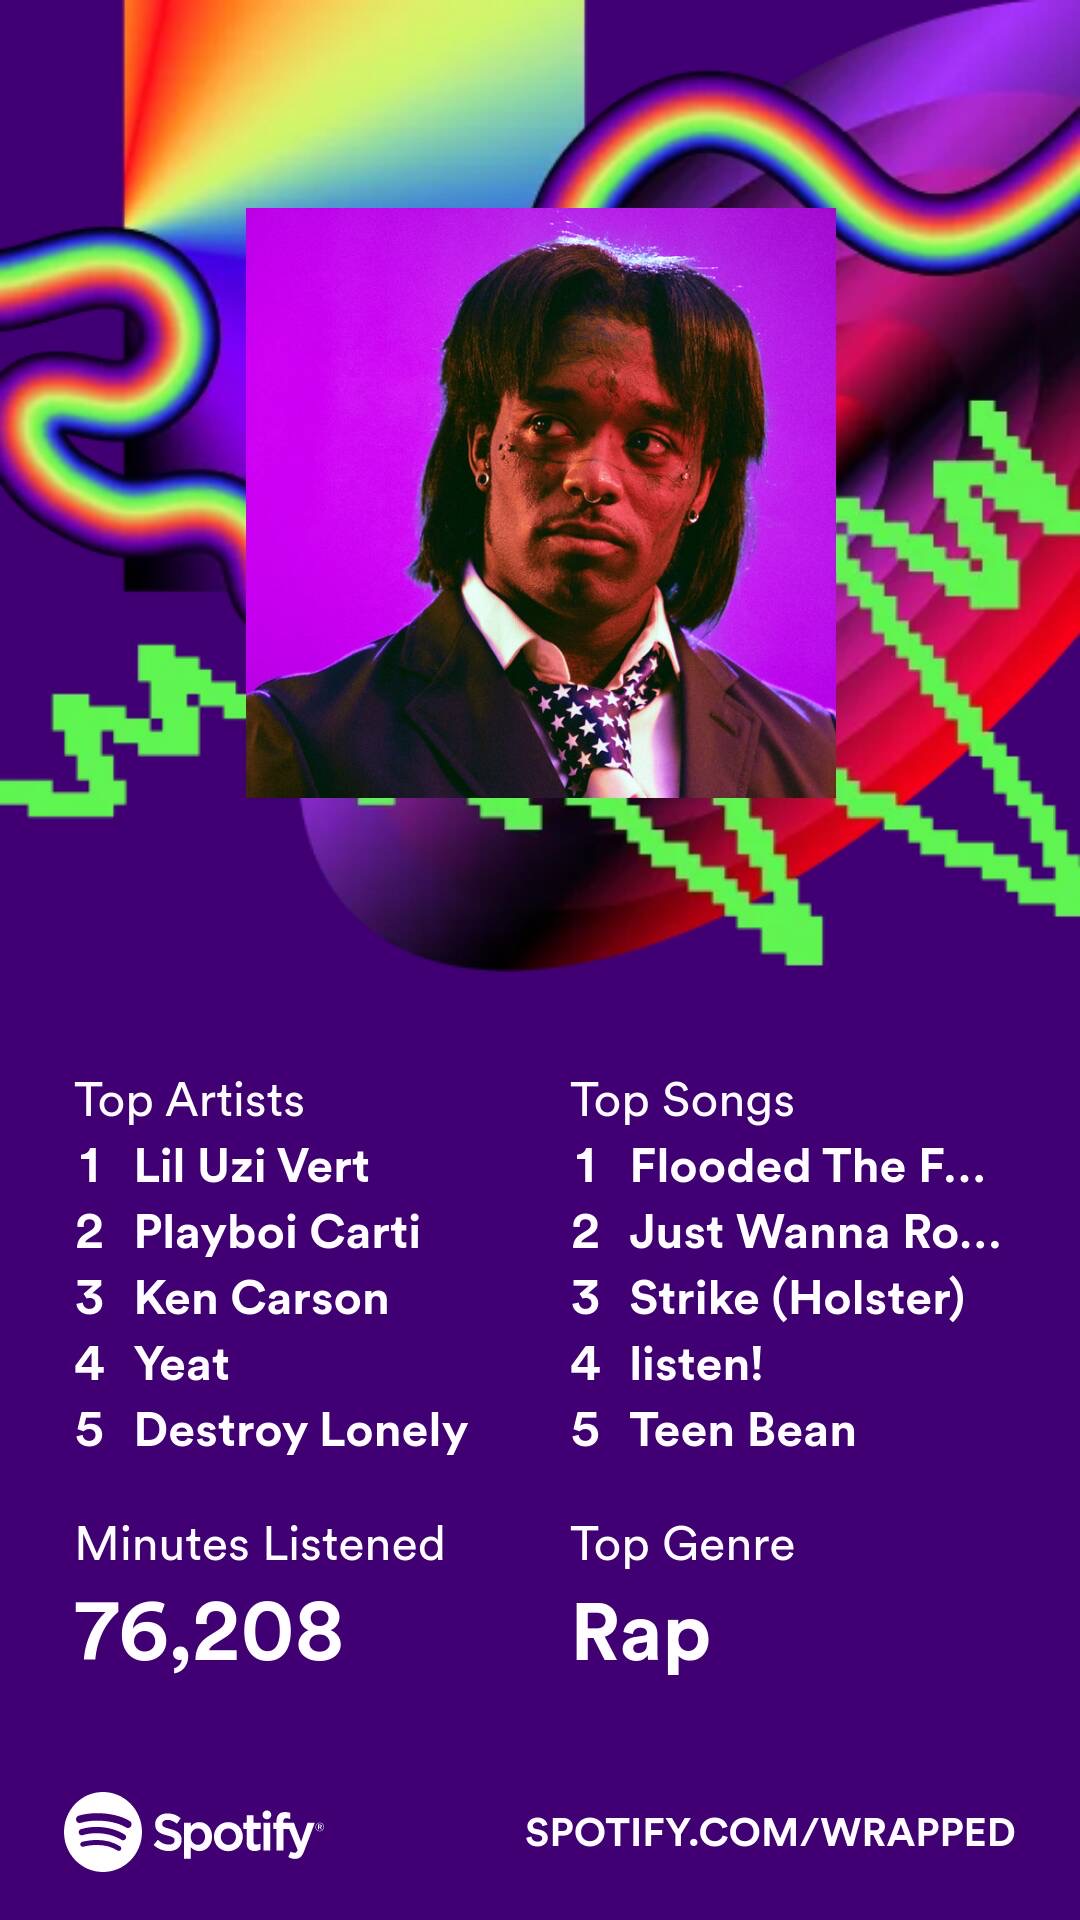 Top Artists
1 Lil Uzi Vert
2 Playboi Carti
3 Ken Carson
4 Yeat
5 Destroy Lonely
Top Songs
1 Flooded The F...
2 Just Wanna Ro...
3 Strike (Holster)
4 listen!
5 Teen Bean
Minutes Listened
76,208
Top Genre
Rap
Spotify®
SPOTIFY.COM/WRAPPED